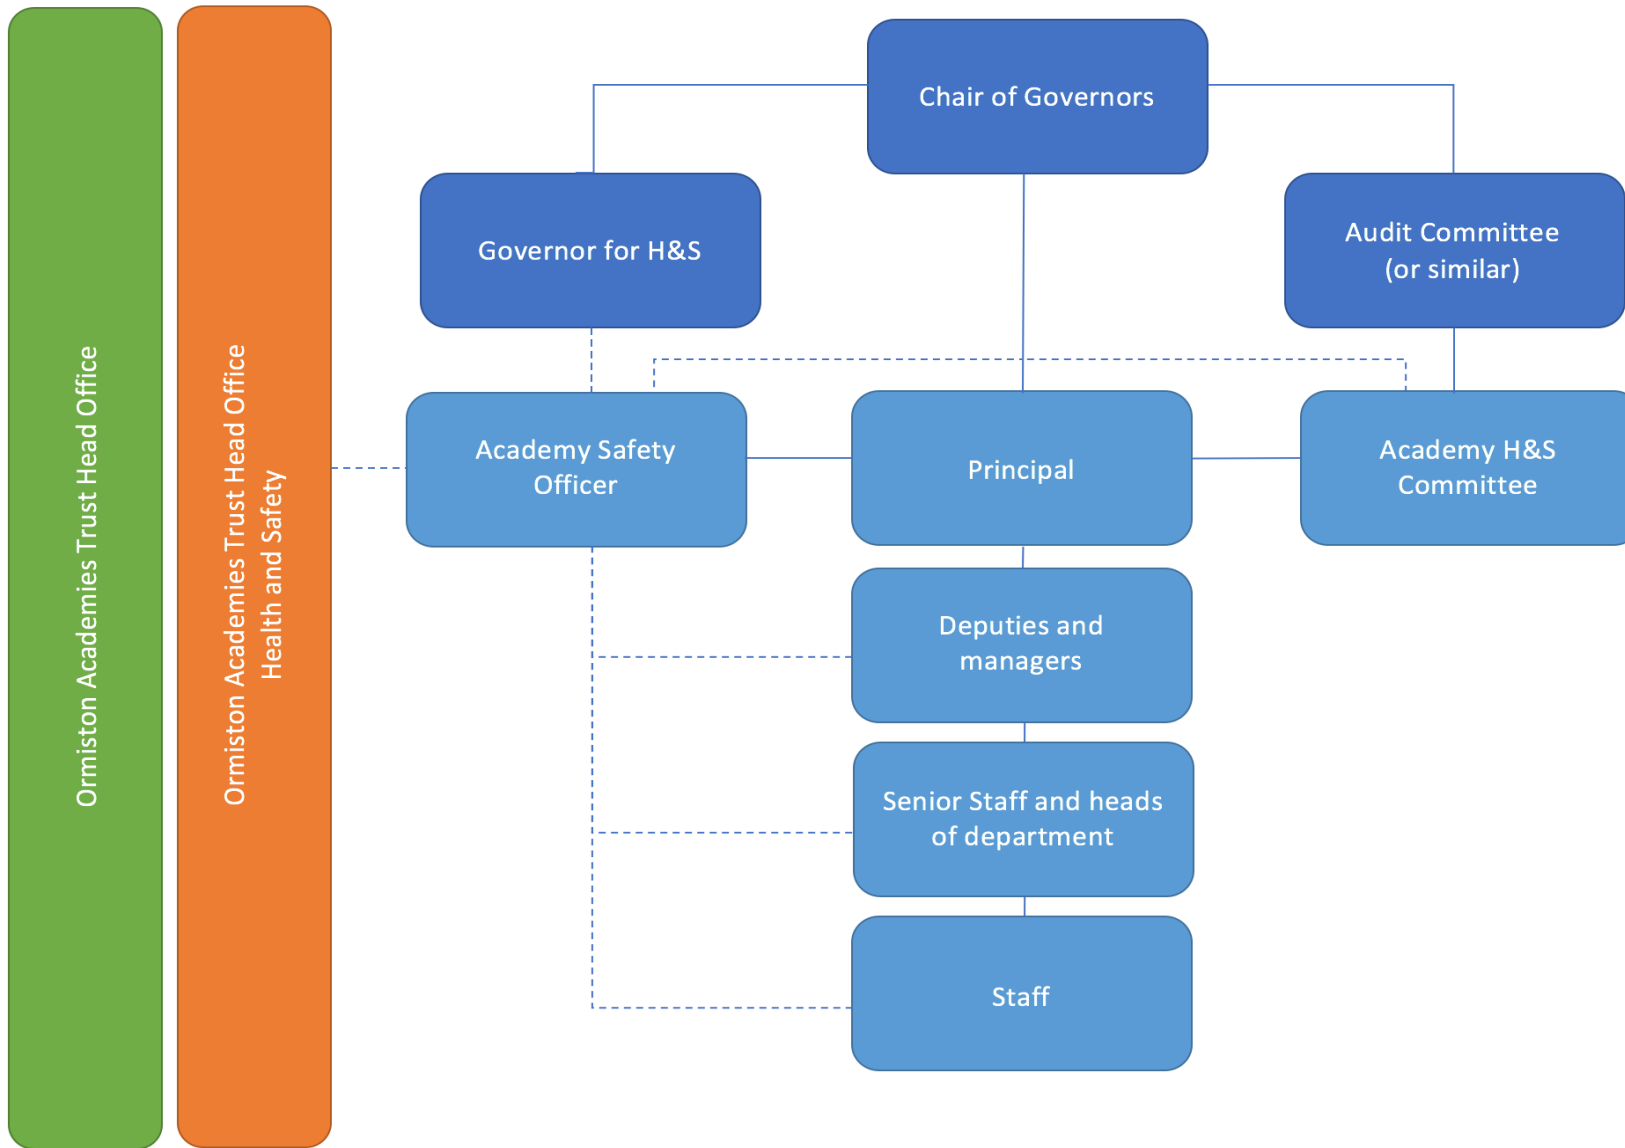 Ormiston Academies Trust Head Office
Ormiston Academies Trust Head Office
Health and Safety
Chair of Governors
Governor for H&S
Audit Committee
(or similar)
Academy Safety
Officer
Principal
Academy H&S
Committee
Deputies and
managers
Senior Staff and heads
of department
Staff